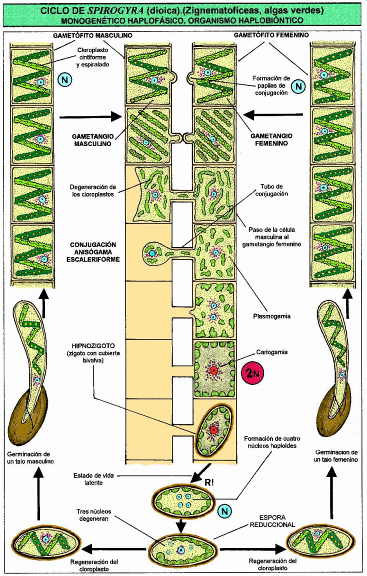 CICLO DE SPIROGYRA (dioica).(Zignematofíceas, algas verdes)
MONOGENÉTICO HAPLOFÁSICO. ORGANISMO HAPLOBIÓNTICO
GAMETÓFITO MASCULINO
GAMETÓFITO FEMENINO
Cloroplasto
cintiforme
y espiralado
N
Formación de
papilas de
conjugación
N
GAMETANGIO
MASCULINO
GAMETANGIO
FEMENINO
Degeneración de
los cloroplastos
Tubo de
conjugación
Paso de la célula
masculina al
gametangio femenino
CONJUGACIÓN
ANISÓGAMA
ESCALERIFORME
Plasmogamia
HIPNOZIGOTO
(zigoto con cubierta
bivalva)
Cariogamia
2N
Germinación de
un talo masculino
Formación de cuatro
núcleos haploides
Germinacion de
un talo femenino
Estado de vida
latente
R!
N
Tres núcleos
degeneran
ESPORA
REDUCCIONAL
Regeneración del
cloroplasto
Regeneración del
cloroplasto